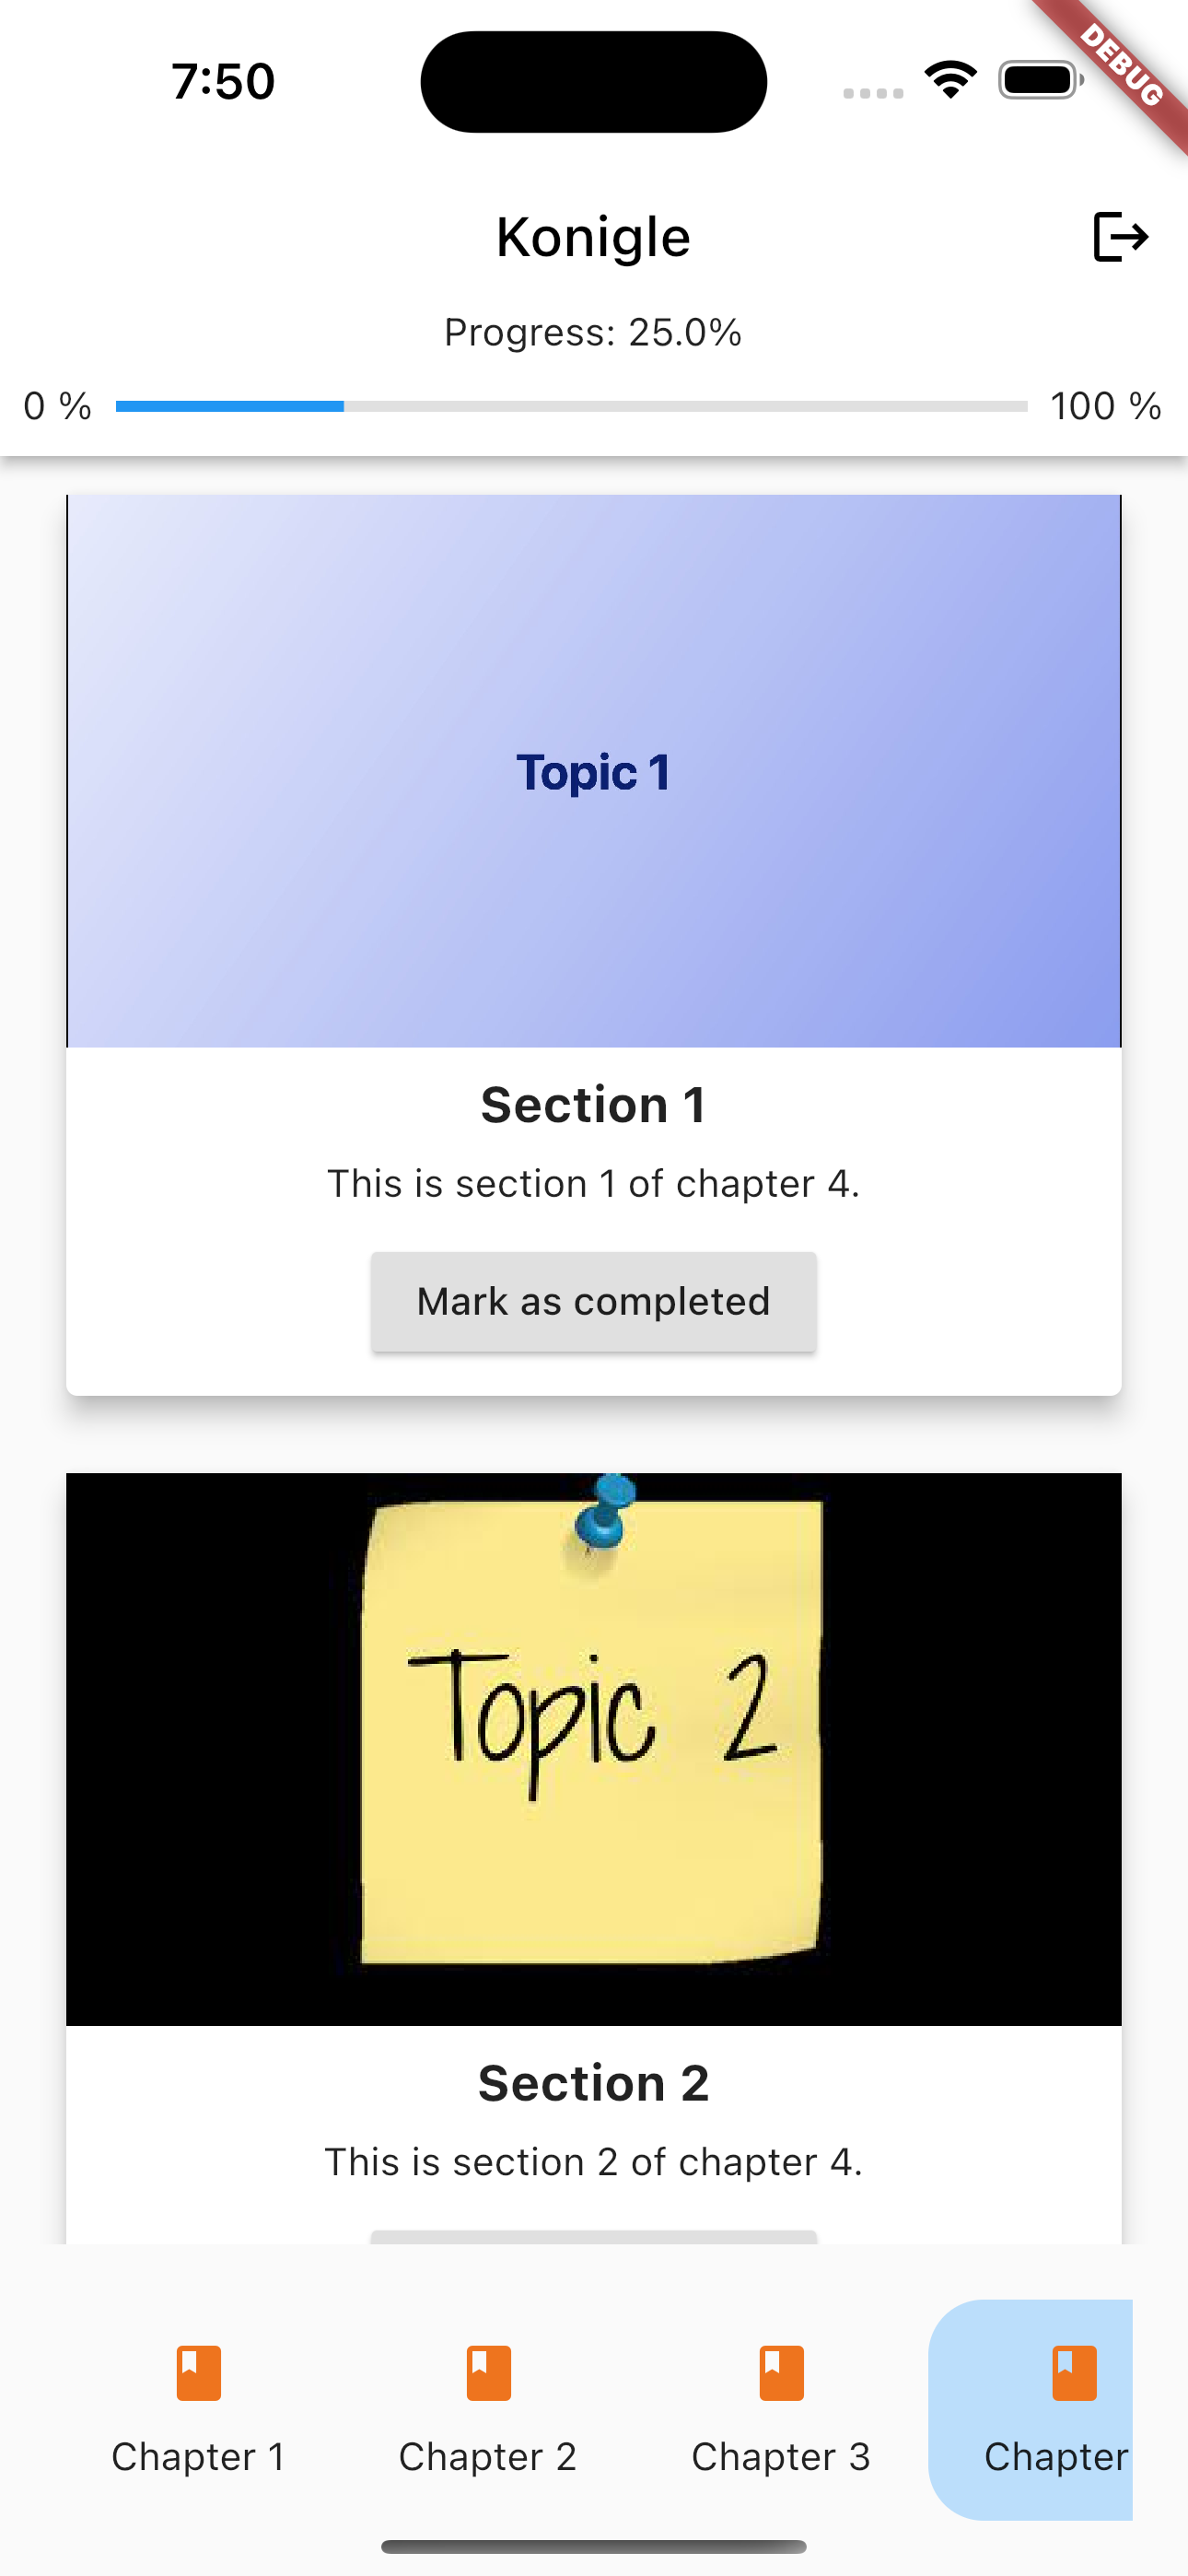 7:50
DEBUG
Konigle
Progress: 25.0%
0 %
100 %
Topic 1
Section 1
This is section 1 of chapter 4.
Mark as completed
Topic 2
Section 2
This is section 2 of chapter 4.
Chapter 1
Chapter 2
Chapter 3
Chapter